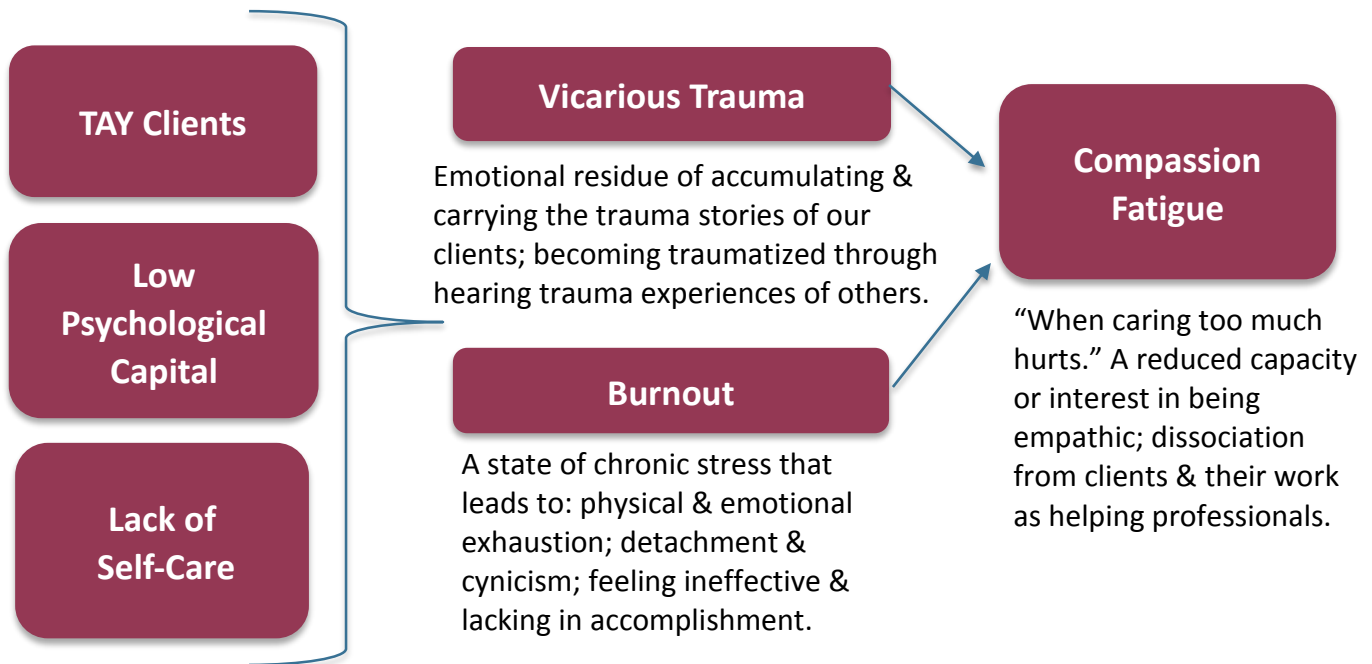 TAY Clients
Low
Psychological
Capital
Lack of
Self-Care
Vicarious Trauma
Emotional residue of accumulating &
carrying the trauma stories of our
clients; becoming traumatized through
hearing trauma experiences of others.
Burnout
A state of chronic stress that
leads to: physical & emotional
exhaustion; detachment &
cynicism; feeling ineffective &
lacking in accomplishment.
Compassion
Fatigue
“When caring too much
hurts.” A reduced capacity
or interest in being
empathic; dissociation
from clients & their work
as helping professionals.